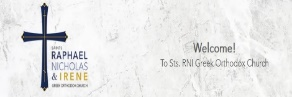 SAINTS
RAPHAEL
NICHOLAS
& IRENE
GREEK ORTHODOX CHURCH
Welcome!
To Sts. RNI Greek Orthodox Church